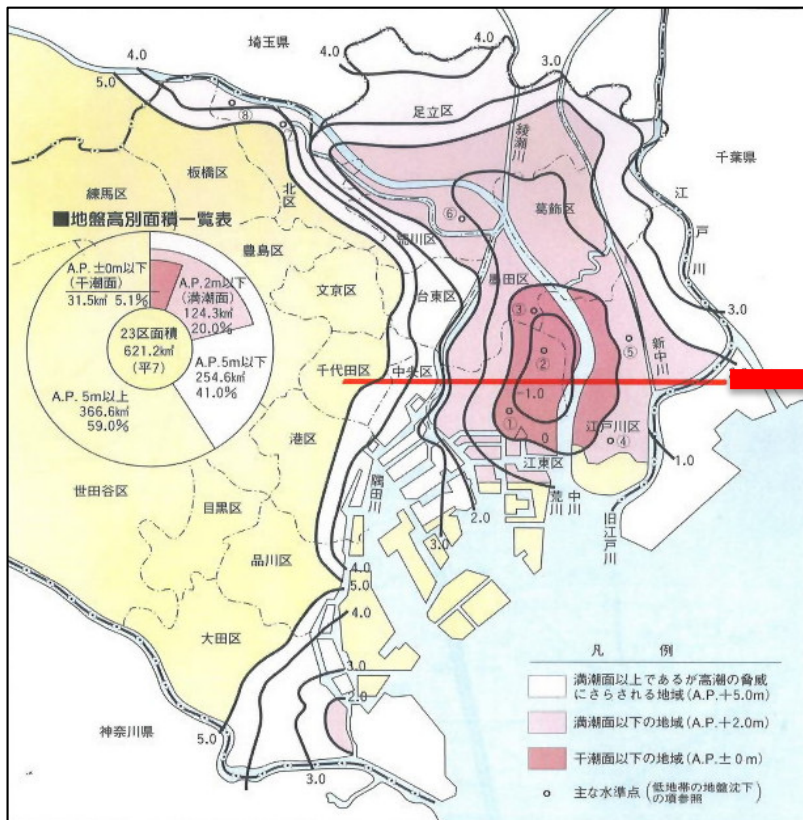 埼玉県
4.0
5.0
4.0
4.0
3.0
足立区
綾瀬川
千葉県
⑧
⑦
板橋区
北区
練馬区
江戸川
葛飾区
⑥
■地盤高別面積一覧表
豊島区
荒川区
墨田区
A.P.±0m以下
(干潮面)
31.5k㎡ 5.1%
A.P.2m以下
(満潮面)
124.3k㎡
20.0%
文京区
台東区
③
3.0
23区面積
621.2k㎡
(平7)
②
⑤
新中川
A.P.5m以下
254.6k㎡
41.0%
千代田区
中央区
-1.0
A.P.5m以上
366.6k㎡
59.0%
①
江戸川区
④
港区
0
江東区
1.0
世田谷区
隅田川
荒川
中川
旧江戸川
目黒区
2.0
3.0
品川区
4.0
5.0
4.0
大田区
3.0
2.0
神奈川県
5.0
3.0
凡 例
満潮面以上であるが高潮の脅威
にさらされる地域(A.P.+5.0m)
満潮面以下の地域(A.P.+2.0m)
干潮面以下の地域(A.P.±0m)
主な水準点(低地帯の地盤沈下
の項参照)